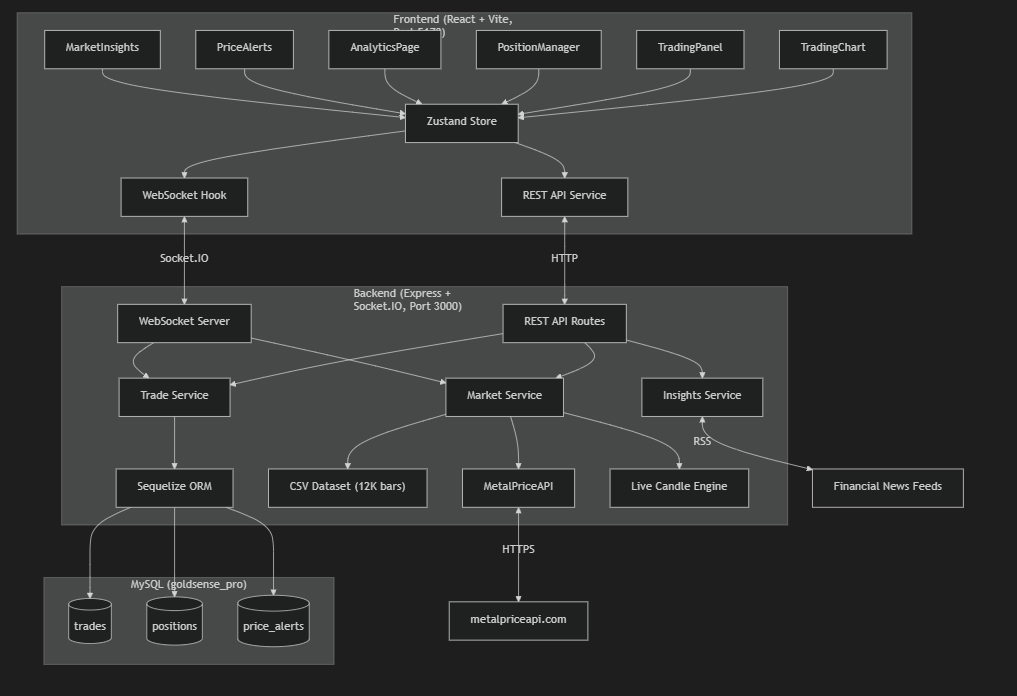 Frontend (React + Vite,
MarketInsights
PriceAlerts
AnalyticsPage
PositionManager
TradingPanel
TradingChart
Zustand Store
WebSocket Hook
REST API Service
Socket.IO
HTTP
Backend (Express +
Socket.IO, Port 3000)
WebSocket Server
REST API Routes
Trade Service
Market Service
Insights Service
RSS
Sequelize ORM
CSV Dataset (12K bars)
MetalPriceAPI
Live Candle Engine
Financial News Feeds
HTTPS
MySQL (goldsense_pro)
trades
positions
price_alerts
metalpriceapi.com